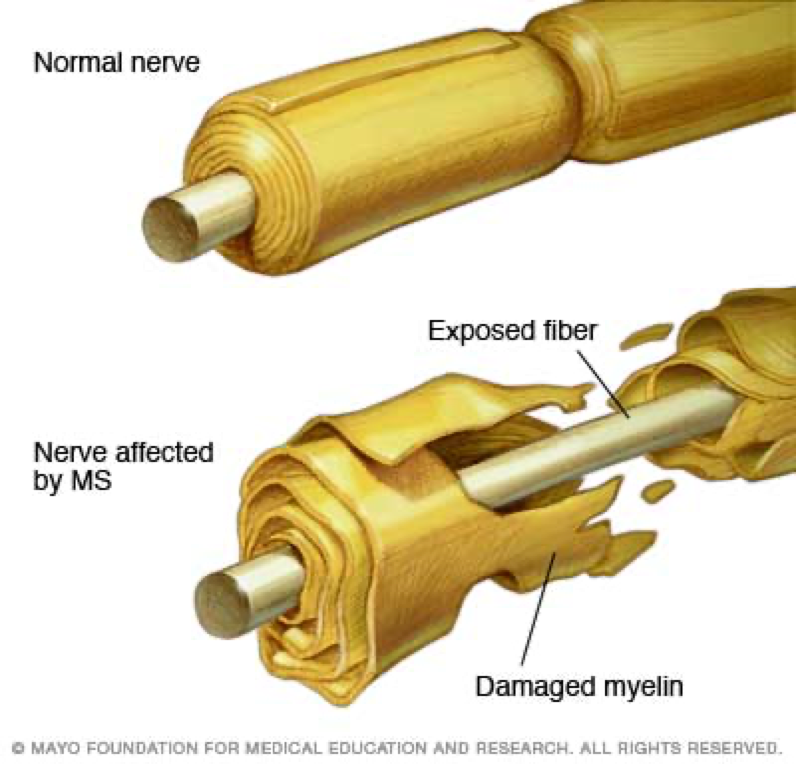 Normal nerve
Exposed fiber
Nerve affected
by MS
Damaged myelin
© MAYO FOUNDATION FOR MEDICAL EDUCATION AND RESEARCH. ALL RIGHTS RESERVED.